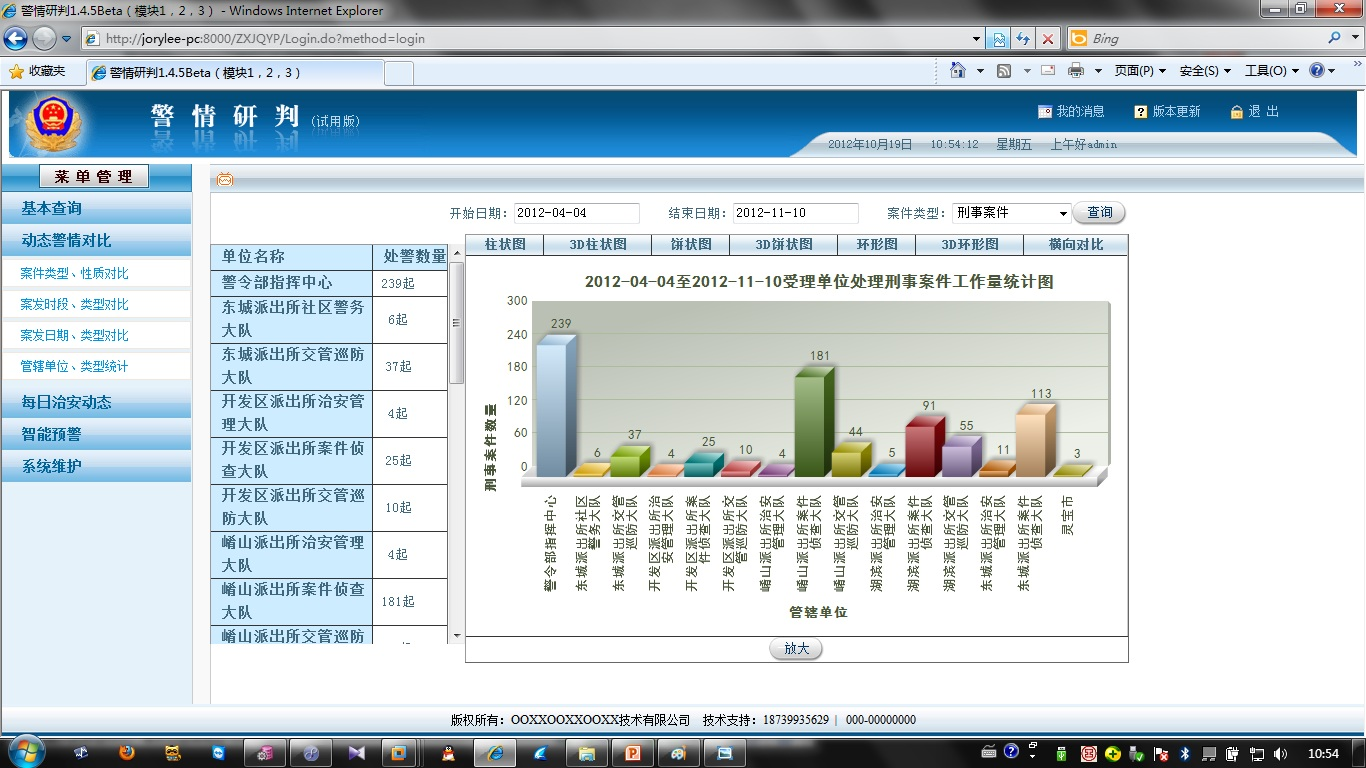 警情研判1.4.5Beta（模块1，2，3） - Windows Internet Explorer
http://jorylee-pc:8000/ZXJQYP/Login.do?method=login
Bing
收藏夹
警情研判1.4.5Beta（模块1，2，3）
页面(P)
安全(S)
工具(O)
警情研判(试用版)
我的消息
版本更新
退 出
2012年10月19日 10:54:12 星期五 上午好admin
菜单管理
基本查询
动态警情对比
案件类型、性质对比
案发时段、类型对比
案发日期、类型对比
管辖单位、类型统计
每日治安动态
智能预警
系统维护
开始日期: 2012-04-04
结束日期: 2012-11-10
案件类型: 刑事案件
查询
单位名称 处警数量
警令部指挥中心 239起
东城派出所社区警务
大队
6起
东城派出所交管巡防
大队
37起
开发区派出所治安管
理大队
4起
开发区派出所案件侦
查大队
25起
开发区派出所交管巡
防大队
10起
崤山派出所治安管理
大队
4起
崤山派出所案件侦查
大队
181起
崤山派出所交管巡防
柱状图
3D柱状图
饼状图
3D饼状图
环形图
3D环形图
横向对比
2012-04-04至2012-11-10受理单位处理刑事案件工作量统计图
刑事案件数量
300
240
180
120
60
0
239
6
37
4
25
10
4
181
44
5
91
55
11
113
3
警令部指挥中心
东城派出所社区
警务大队
东城派出所交管
巡防大队
开发区派出所治
安管理大队
开发区派出所案
件侦查大队
开发区派出所交
管巡防大队
崤山派出所治安
管理大队
崤山派出所案件
侦查大队
崤山派出所交管
巡防大队
湖滨派出所治安
管理大队
湖滨派出所案件
侦查大队
湖滨派出所交管
巡防大队
东城派出所治安
管理大队
东城派出所案件
侦查大队
灵宝市
管辖单位
放大
版权所有: OOXXOOXXOOXX技术有限公司 技术支持: 18739935629 | 000-00000000
10:54